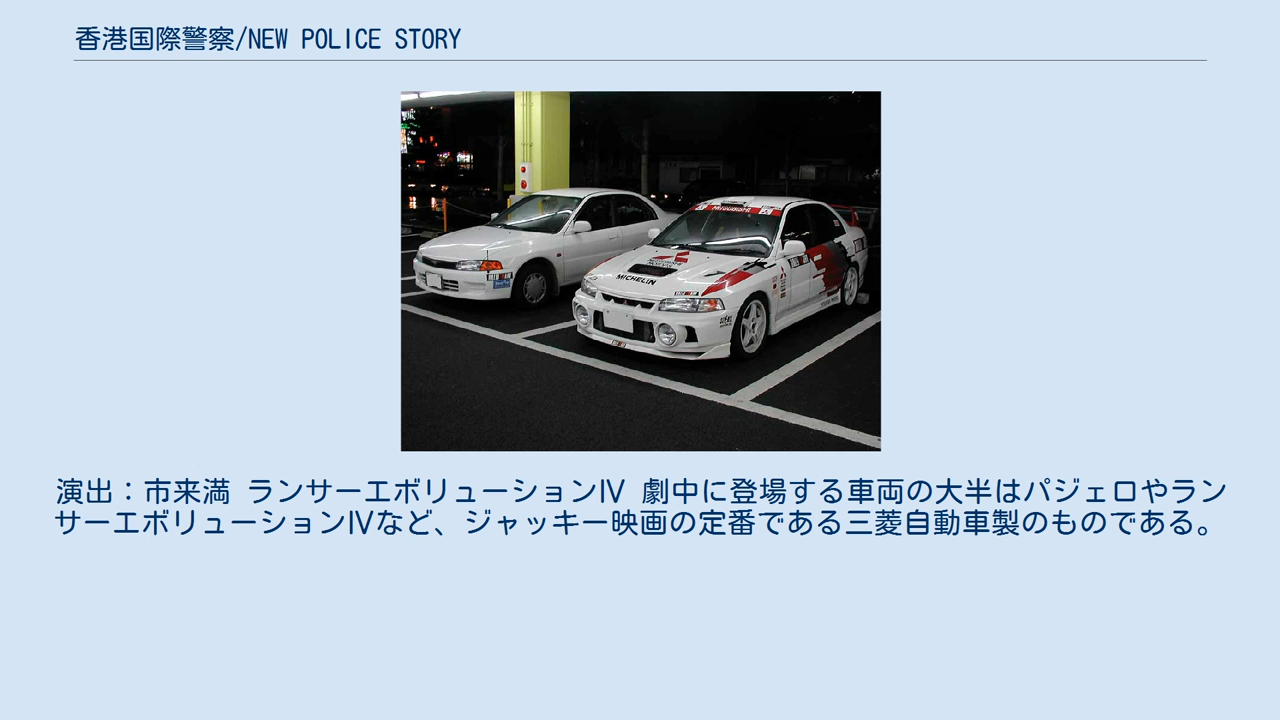 香港国際警察/NEW POLICE STORY
MICHELIN
演出：市来満 ランサーエボリューションⅣ 劇中に登場する車両の大半はパジェロやラン
サーエボリューションⅣなど、ジャッキー映画の定番である三菱自動車製のものである。